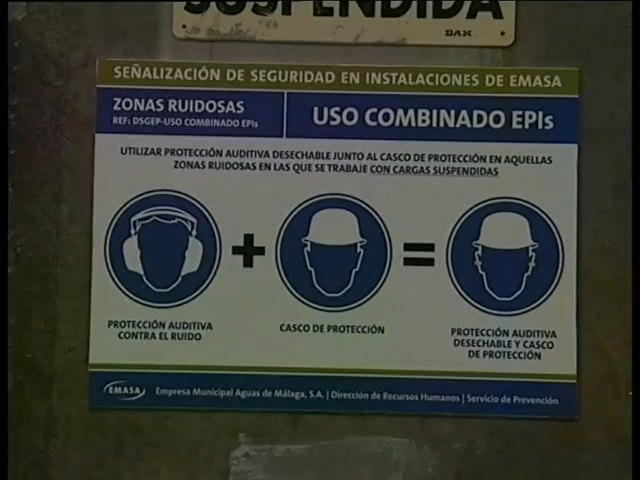 SUSPENDIDA
DAN
SEÑALIZACIÓN DE SEGURIDAD EN INSTALACIONES DE EMASA
ZONAS RUIDOSAS
REF: DSGEP-USO COMBINADO EPIs
USO COMBINADO EPIs
UTILIZAR PROTECCIÓN AUDITIVA DESECHABLE JUNTO AL CASCO DE PROTECCIÓN EN AQUELLAS
ZONAS RUIDOSAS EN LAS QUE SE TRABAJE CON CARGAS SUSPENDIDAS
+
=
PROTECCIÓN AUDITIVA
CONTRA EL RUIDO
CASCO DE PROTECCIÓN
PROTECCIÓN AUDITIVA
DESECHABLE Y CASCO
DE PROTECCIÓN
EMASA Empresa Municipal Aguas de Málaga, S.A. | Dirección de Recursos Humanos | Servicio de Prevención